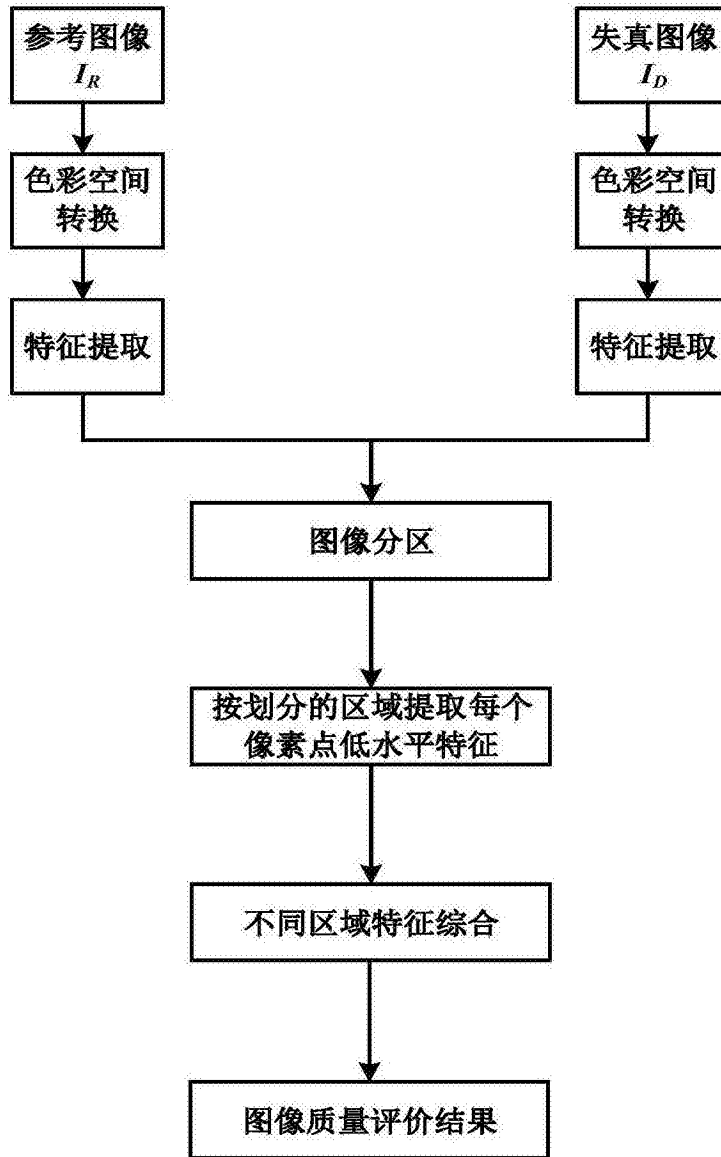 参考图像
I_R
失真图像
I_D
色彩空间
转换
色彩空间
转换
特征提取
特征提取
图像分区
按划分的区域提取每个
像素点低水平特征
不同区域特征综合
图像质量评价结果